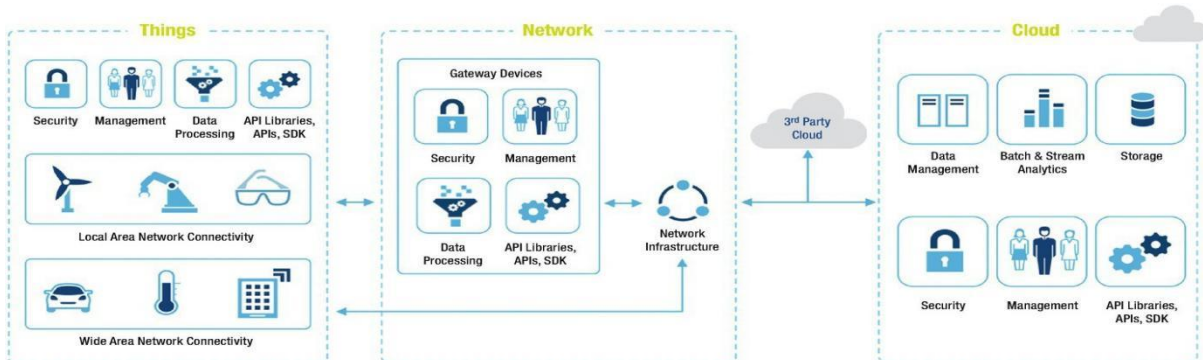 Things
Security
Management
Data
Processing
API Libraries,
APIs, SDK
Local Area Network Connectivity
Wide Area Network Connectivity
Network
Gateway Devices
Security
Management
Data
Processing
API Libraries,
APIs, SDK
Network
Infrastructure
3rd Party
Cloud
Cloud
Data
Management
Batch & Stream
Analytics
Storage
Security
Management
API Libraries,
APIs, SDK